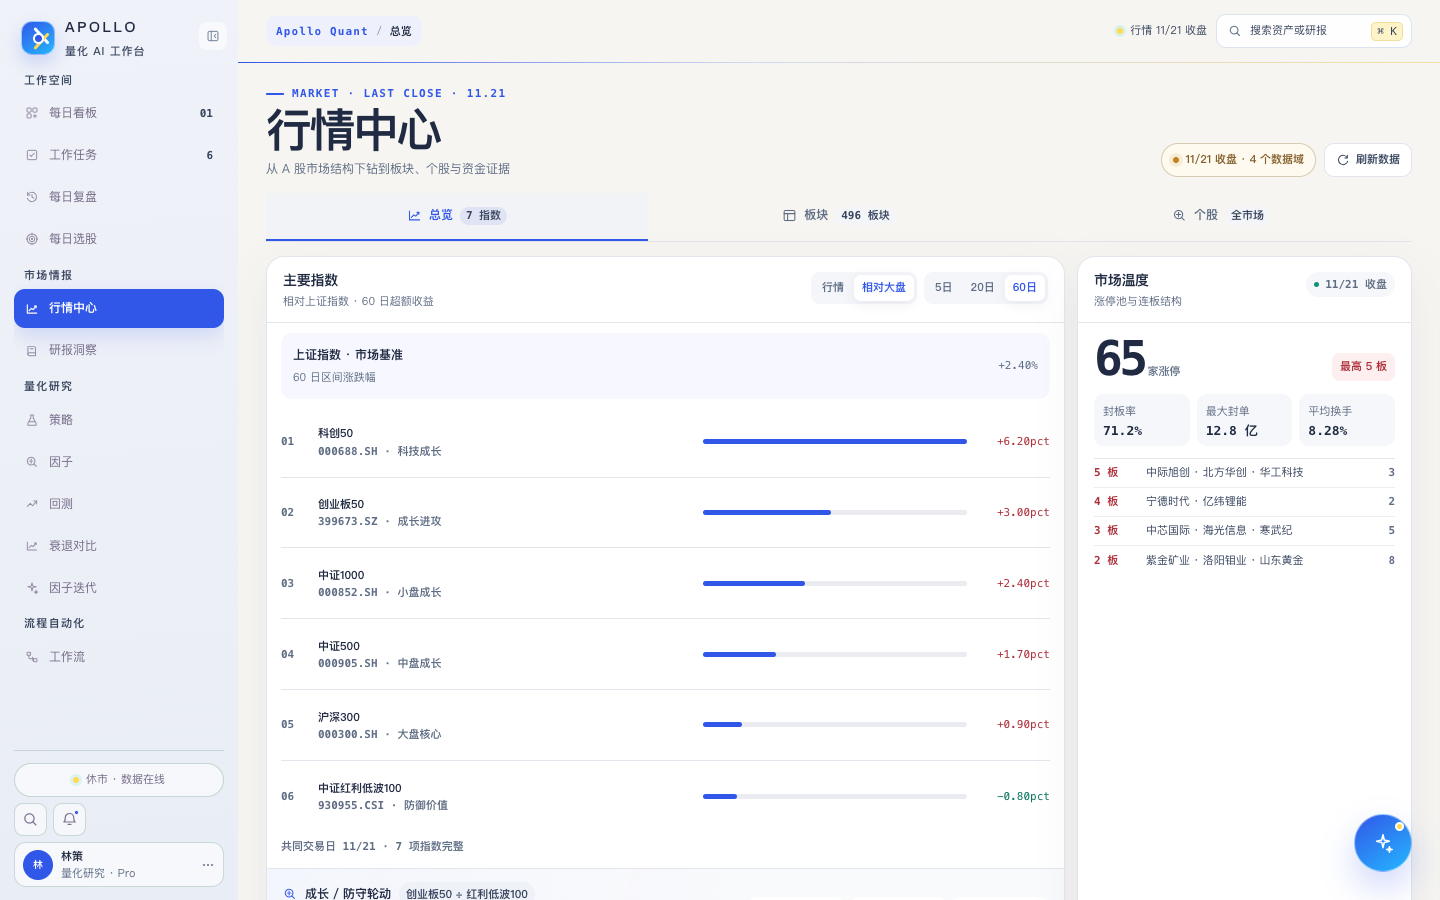 APOLLO
量化 AI 工作台
工作空间
每日看板 01
工作任务 6
每日复盘
每日选股
市场情报
行情中心
研报洞察
量化研究
策略
因子
回测
衰退对比
因子迭代
流程自动化
工作流
休市 · 数据在线
林
林策
量化研究 · Pro
Apollo Quant / 总览
行情 11/21 收盘
搜索资产或研报 ⌘ K
MARKET · LAST CLOSE · 11.21
行情中心
从 A 股市场结构下钻到板块、个股与资金证据
11/21 收盘 · 4 个数据域
刷新数据
总览 7 指数
板块 496 板块
个股 全市场
主要指数
相对上证指数 · 60 日超额收益
行情 相对大盘
5日 20日 60日
上证指数 · 市场基准
60 日区间涨跌幅
+2.40%
01 科创50
000688.SH · 科技成长
+6.20pct
02 创业板50
399673.SZ · 成长进攻
+3.00pct
03 中证1000
000852.SH · 小盘成长
+2.40pct
04 中证500
000905.SH · 中盘成长
+1.70pct
05 沪深300
000300.SH · 大盘核心
+0.90pct
06 中证红利低波100
930955.CSI · 防御价值
−0.80pct
共同交易日 11/21 · 7 项指数完整
成长 / 防守轮动 创业板50 ÷ 红利低波100
市场温度
涨停池与连板结构
11/21 收盘
65家涨停
最高 5 板
封板率
71.2%
最大封单
12.8 亿
平均换手
8.28%
5 板 中际旭创 · 北方华创 · 华工科技 3
4 板 宁德时代 · 亿纬锂能 2
3 板 中芯国际 · 海光信息 · 寒武纪 5
2 板 紫金矿业 · 洛阳钼业 · 山东黄金 8